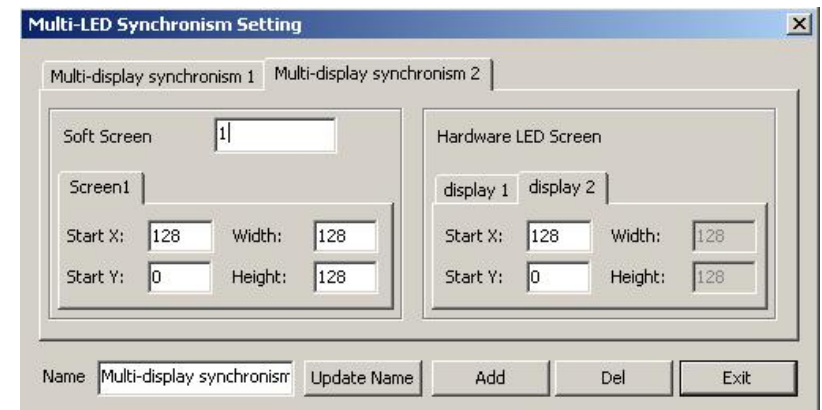 Multi-LED Synchronism Setting
Multi-display synchronism 1 Multi-display synchronism 2
Soft Screen 1 Hardware LED Screen
Screen1 display 1 display 2
Start X: 128 Width: 128 Start X: 128 Width: 128
Start Y: 0 Height: 128 Start Y: 0 Height: 128
Name Multi-display synchronism Update Name Add Del Exit